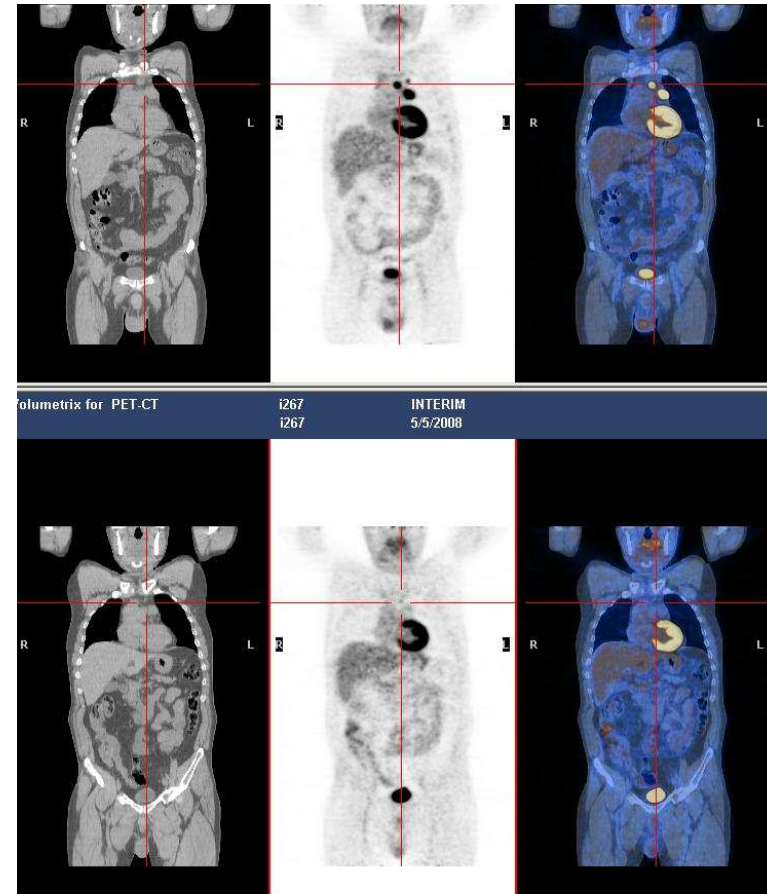 R L R L R L
Volumetrix for PET-CT i267 INTERIM
i267 5/5/2008
R L R L R L